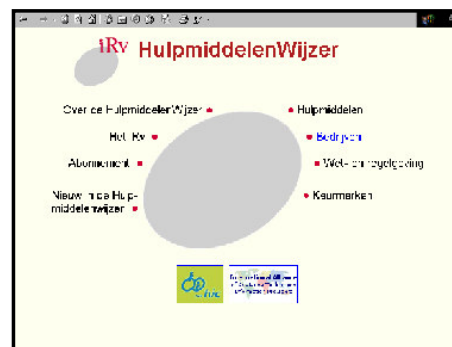 iRv HulpmiddelenWijzer
Over de HulpmiddelenWijzer
Hulpmiddelen
Het iRv
Bedrijven
Abonnement
Wet- en regelgeving
Nieuw in de Hulp-
middelenwijzer
Keurmerken